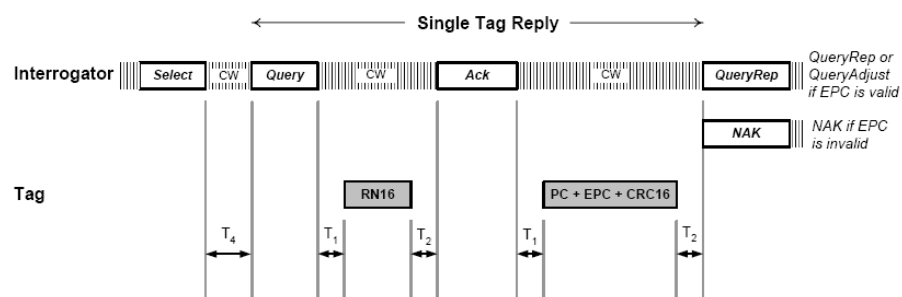 Single Tag Reply
Interrogator
Select
CW
Query
CW
Ack
CW
QueryRep
QueryRep or
QueryAdjust
if EPC is valid
NAK
NAK if EPC
is invalid
Tag
RN16
PC + EPC + CRC16
T4
T1
T2
T1
T2